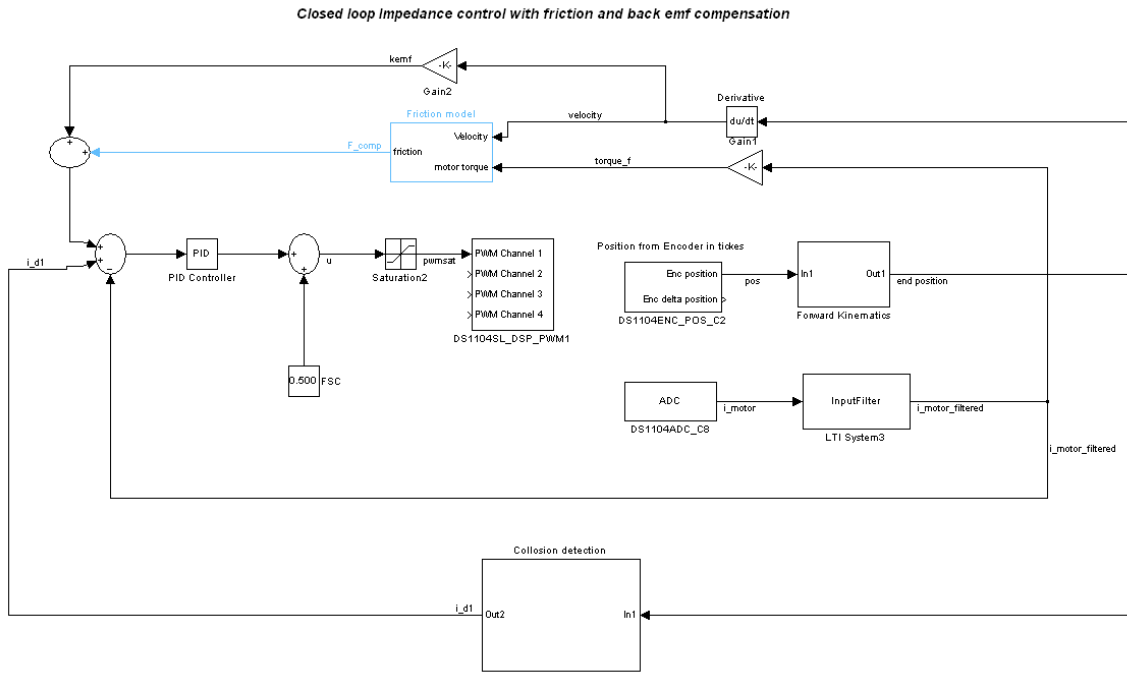 Closed loop Impedance control with friction and back emf compensation
kemf
-K-
Gain2
Derivative
du/dt
Gain1
velocity
Friction model
Velocity
friction
motor torque
F_comp
torque_f
-K-
+
+
+
+
−
i_d1
PID
PID Controller
+
+
u
Saturation2
pwmsat
PWM Channel 1
PWM Channel 2
PWM Channel 3
PWM Channel 4
DS1104SL_DSP_PWM1
0.500
FSC
Position from Encoder in tickes
Enc position
Enc delta position
DS1104ENC_POS_C2
pos
In1
Out1
Forward Kinematics
end position
ADC
DS1104ADC_C8
i_motor
InputFilter
LTI System3
i_motor_filtered
i_motor_filtered
Collosion detection
i_d1
Out2
In1